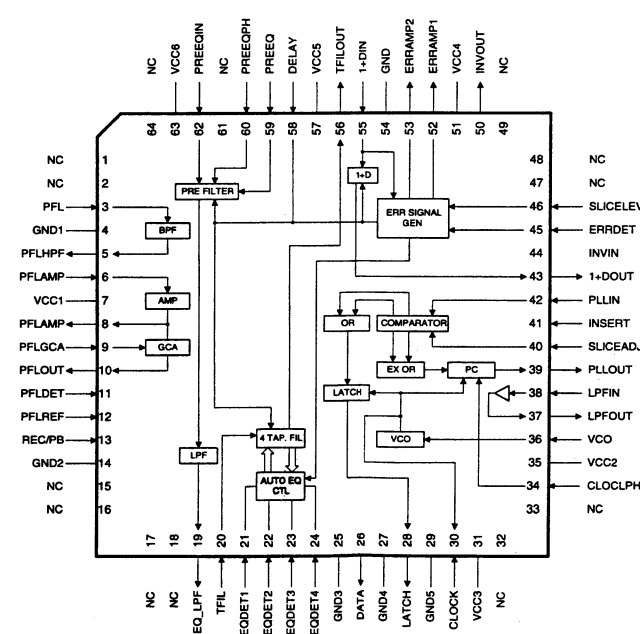 NC
VCC6
PREEQIN
NC
PREEQPH
PREEQ
DELAY
VCC5
TFILOUT
1+DIN
GND
ERRAMP2
ERRAMP1
VCC4
INVOUT
NC
64
63
62
61
60
59
58
57
56
55
54
53
52
51
50
49
NC 1
NC 2
PFL 3
GND1 4
PFLHPF 5
PFLAMP 6
VCC1 7
PFLAMP 8
PFLGCA 9
PFLOUT 10
PFLDET 11
PFLREF 12
REC/PB 13
GND2 14
NC 15
NC 16
PRE FILTER
BPF
AMP
GCA
LPF
1+D
ERR SIGNAL
GEN
OR
COMPARATOR
EX OR
PC
LATCH
VCO
4 TAP. FIL
AUTO EQ
CTL
48 NC
47 NC
46 SLICELEV
45 ERRDET
44 INVIN
43 1+DOUT
42 PLLIN
41 INSERT
40 SLICEADJ
39 PLLOUT
38 LPFIN
37 LPFOUT
36 VCO
35 VCC2
34 CLOCLPH
33 NC
17
18
19
20
21
22
23
24
25
26
27
28
29
30
31
32
NC
NC
EQ_LPF
TFIL
EQDET1
EQDET2
EQDET3
EQDET4
GND3
DATA
GND4
LATCH
GND5
CLOCK
VCC3
NC